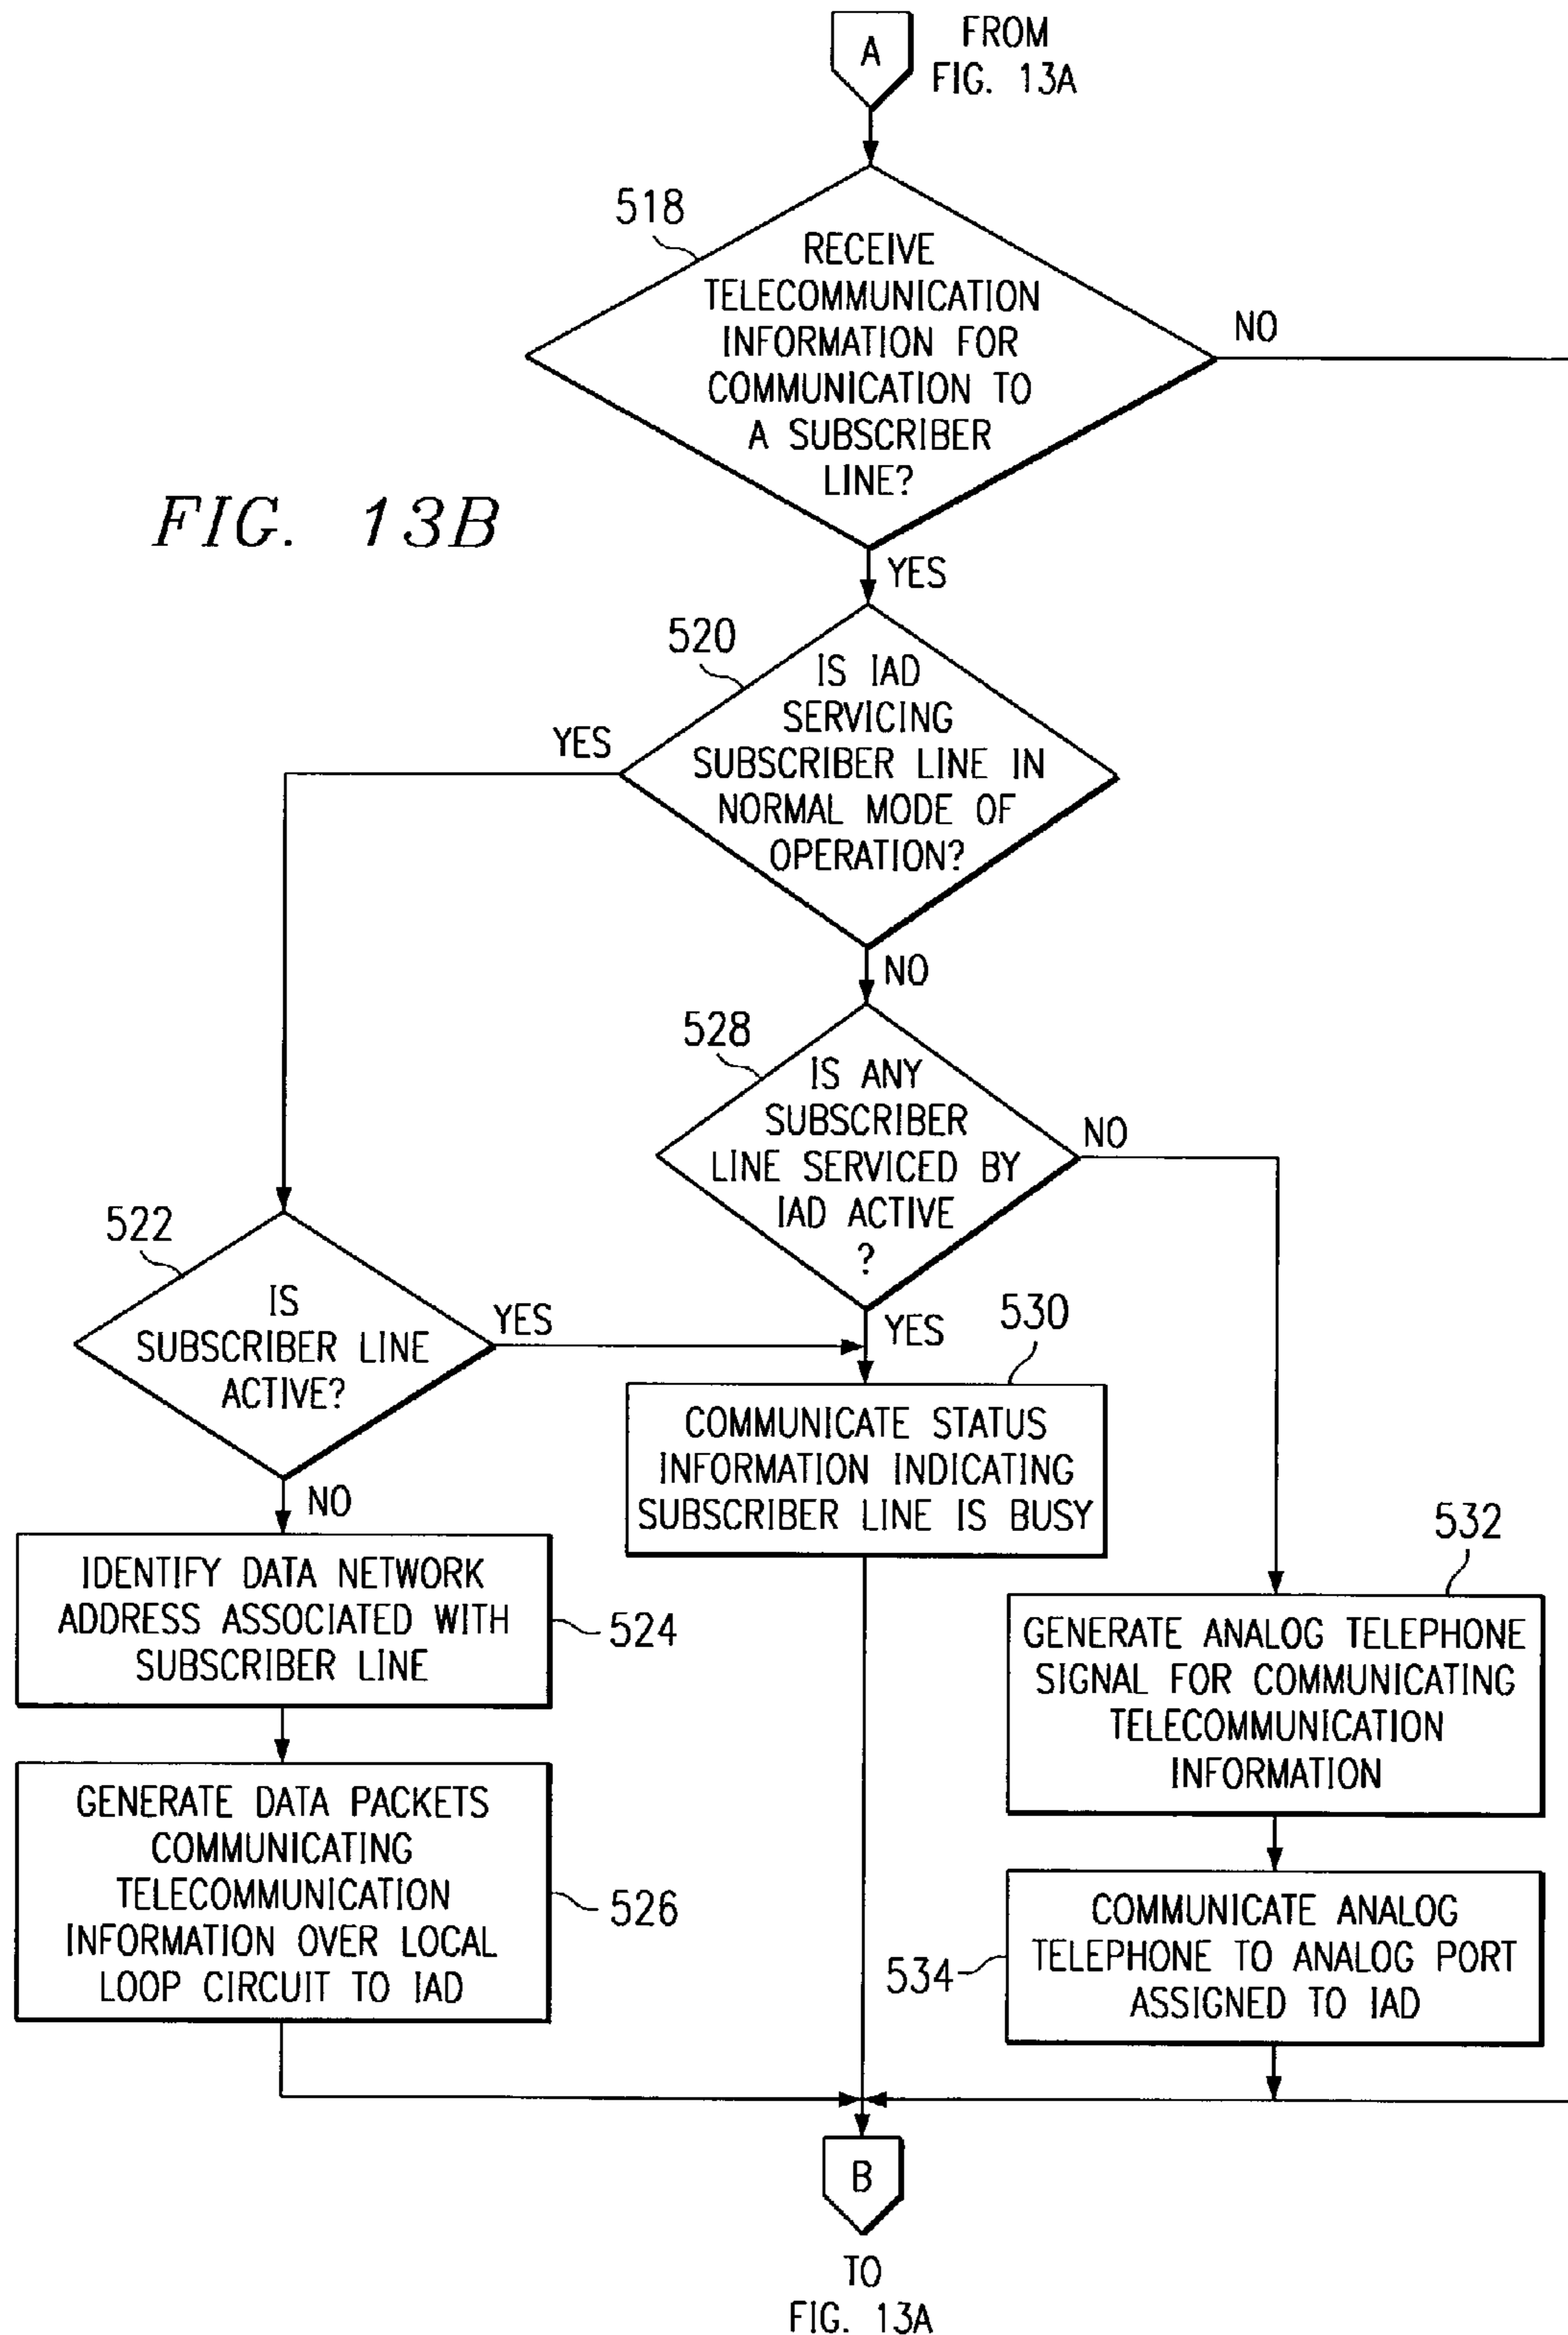 A
FROM
FIG. 13A
518
RECEIVE
TELECOMMUNICATION
INFORMATION FOR
COMMUNICATION TO
A SUBSCRIBER
LINE?
NO
FIG. 13B
YES
520
IS IAD
SERVICING
SUBSCRIBER LINE IN
NORMAL MODE OF
OPERATION?
YES
NO
528
IS ANY
SUBSCRIBER
LINE SERVICED BY
IAD ACTIVE
?
NO
522
IS
SUBSCRIBER LINE
ACTIVE?
YES
YES
530
COMMUNICATE STATUS
INFORMATION INDICATING
SUBSCRIBER LINE IS BUSY
NO
IDENTIFY DATA NETWORK
ADDRESS ASSOCIATED WITH
SUBSCRIBER LINE
524
532
GENERATE ANALOG TELEPHONE
SIGNAL FOR COMMUNICATING
TELECOMMUNICATION
INFORMATION
GENERATE DATA PACKETS
COMMUNICATING
TELECOMMUNICATION
INFORMATION OVER LOCAL
LOOP CIRCUIT TO IAD
526
COMMUNICATE ANALOG
TELEPHONE TO ANALOG PORT
ASSIGNED TO IAD
534
B
TO
FIG. 13A